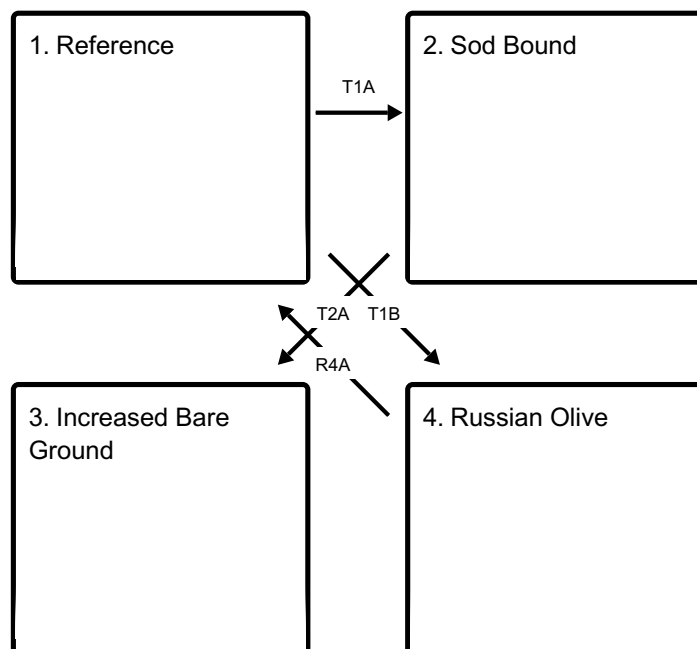 1. Reference
2. Sod Bound
T1A
T2A
T1B
R4A
3. Increased Bare
Ground
4. Russian Olive